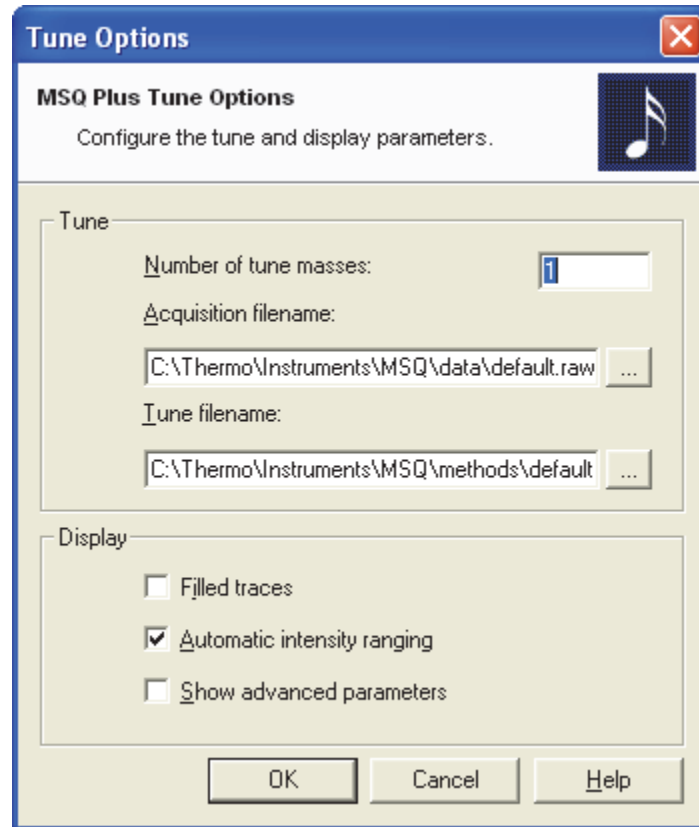 Tune Options
MSQ Plus Tune Options
Configure the tune and display parameters.
Tune
Number of tune masses:
1
Acquisition filename:
C:\Thermo\Instruments\MSQ\data\default.raw
...
Tune filename:
C:\Thermo\Instruments\MSQ\methods\default
...
Display
Filled traces
Automatic intensity ranging
Show advanced parameters
OK
Cancel
Help